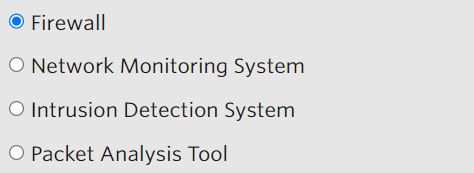 Firewall
Network Monitoring System
Intrusion Detection System
Packet Analysis Tool